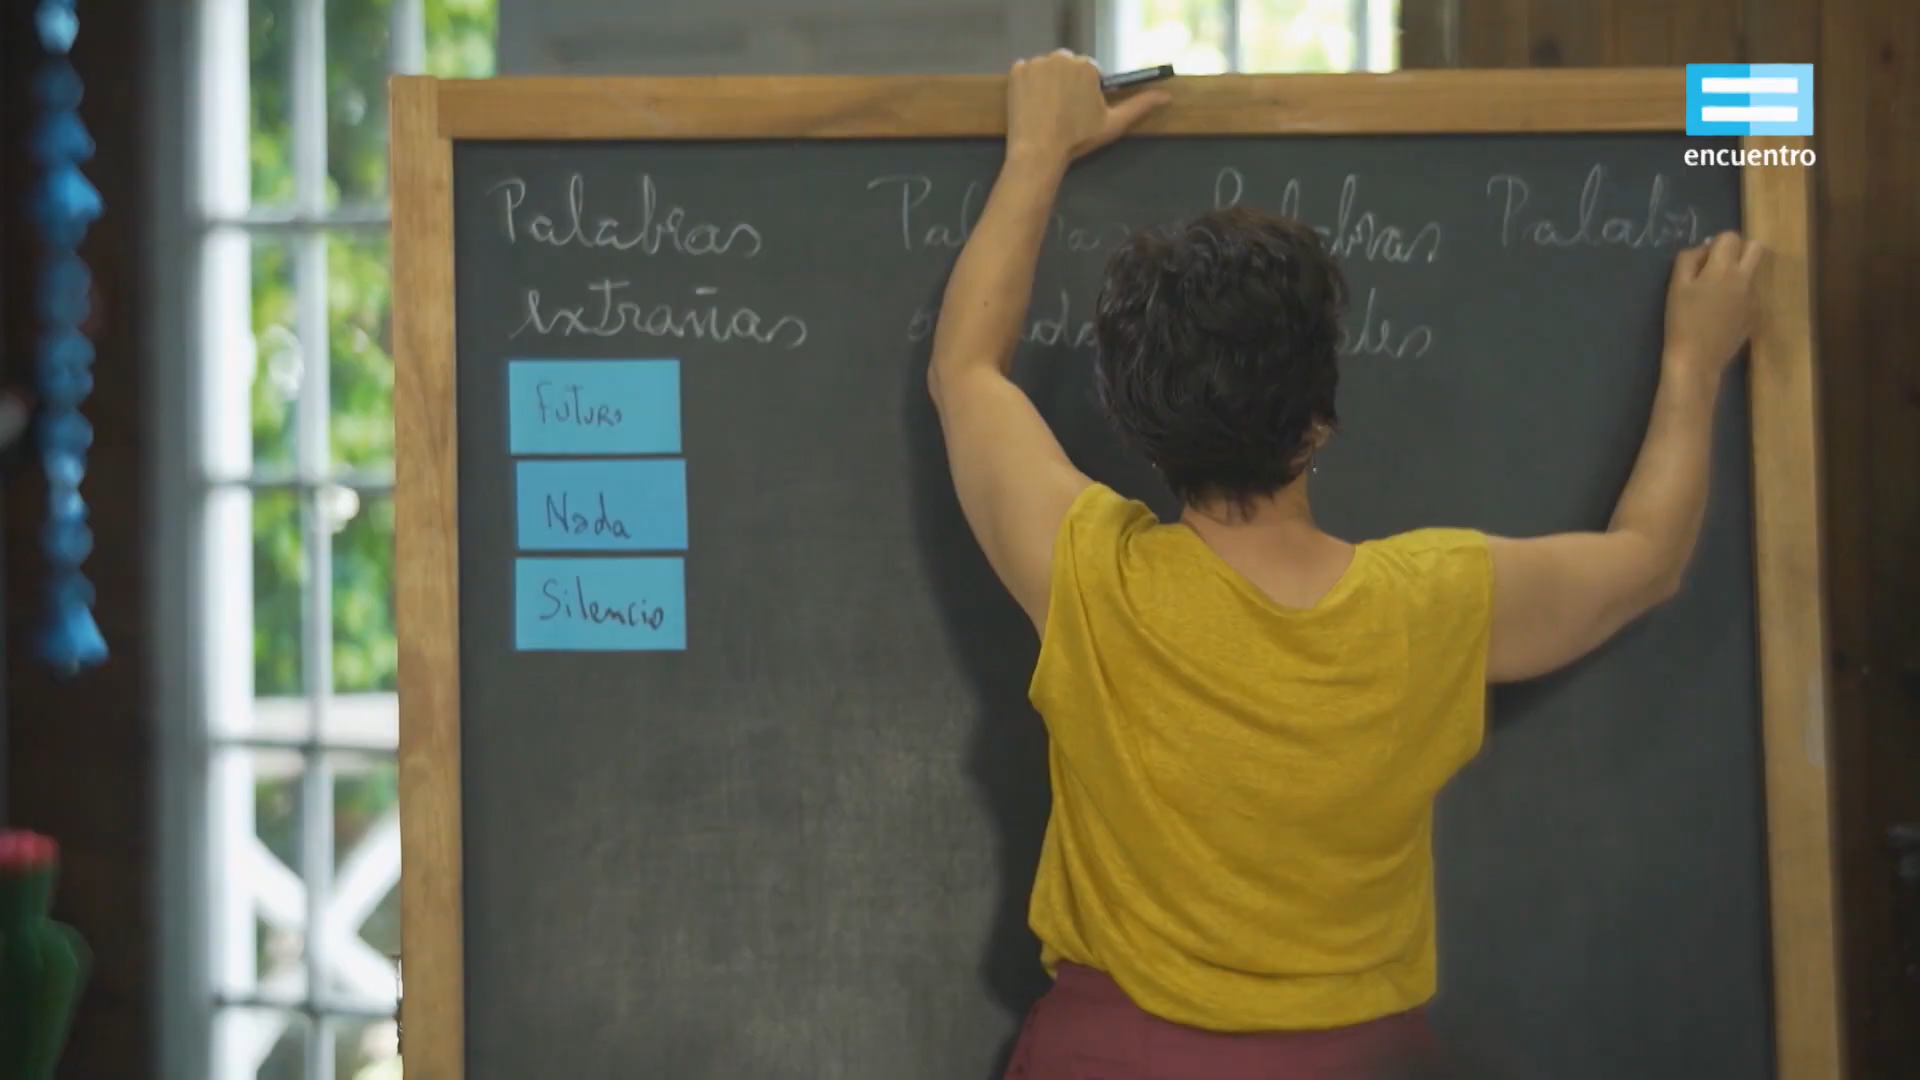 encuentro
Palabras
extrañas
Palabras
Palabras
Futuro
Nada
Silencio